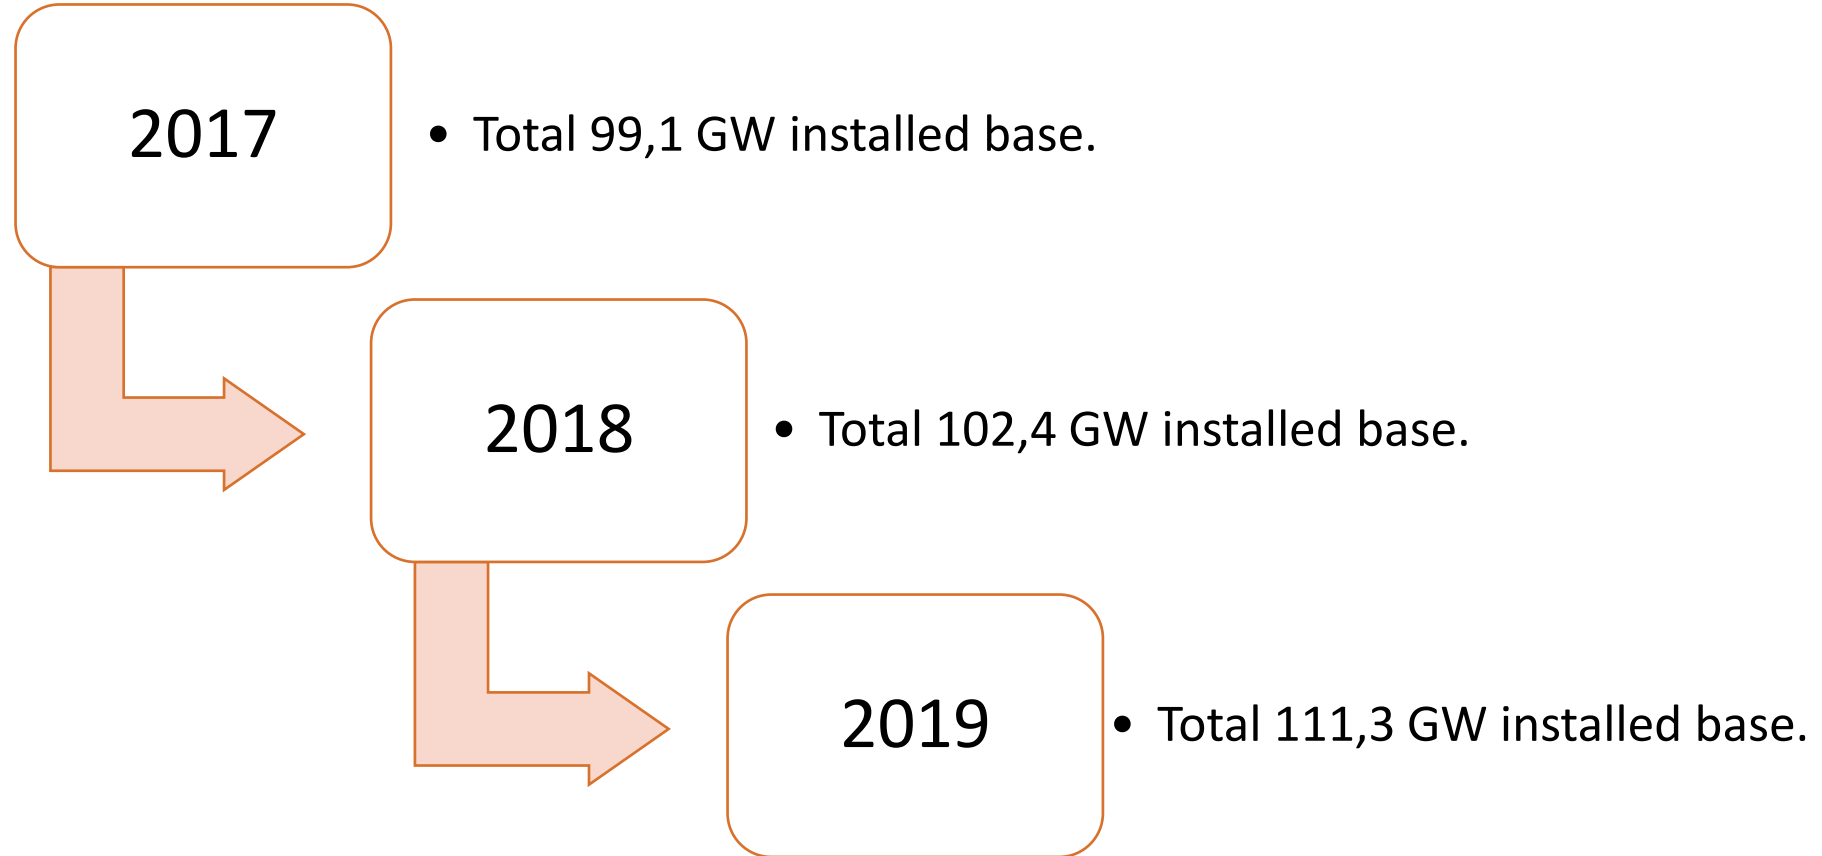 2017
• Total 99,1 GW installed base.
2018
• Total 102,4 GW installed base.
2019
• Total 111,3 GW installed base.